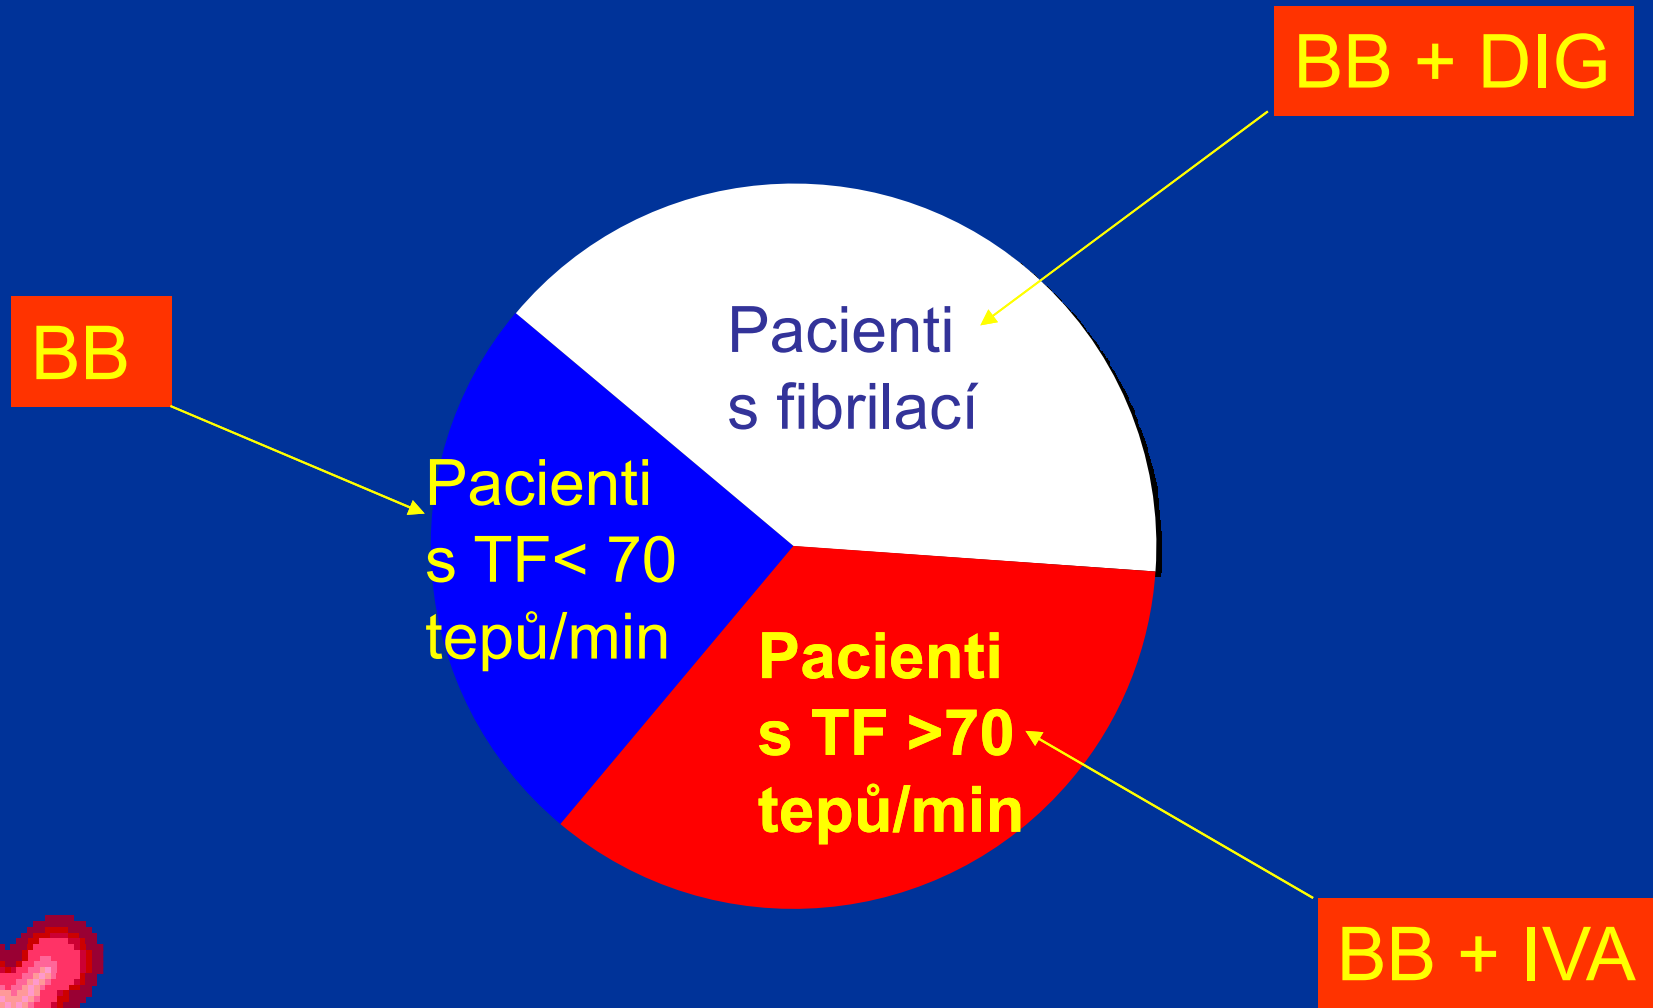 BB + DIG
Pacienti
s fibrilací
BB
Pacienti
s TF< 70
tepů/min
Pacienti
s TF >70
tepů/min
BB + IVA